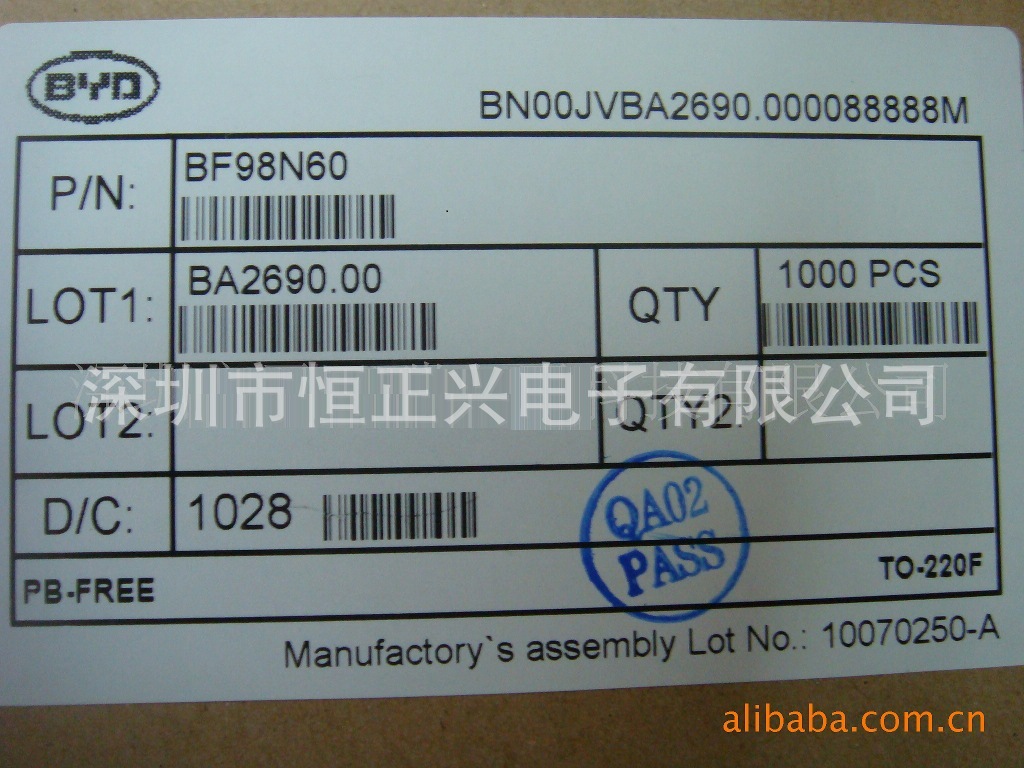 BYD
BN00JVBA2690.000088888M
P/N:
BF98N60
LOT1:
BA2690.00
QTY
1000 PCS
深圳市恒正兴电子有限公司
LOT2:
QTY2:
D/C:
1028
QA02
PASS
PB-FREE
TO-220F
Manufactory`s assembly Lot No.: 10070250-A
alibaba.com.cn